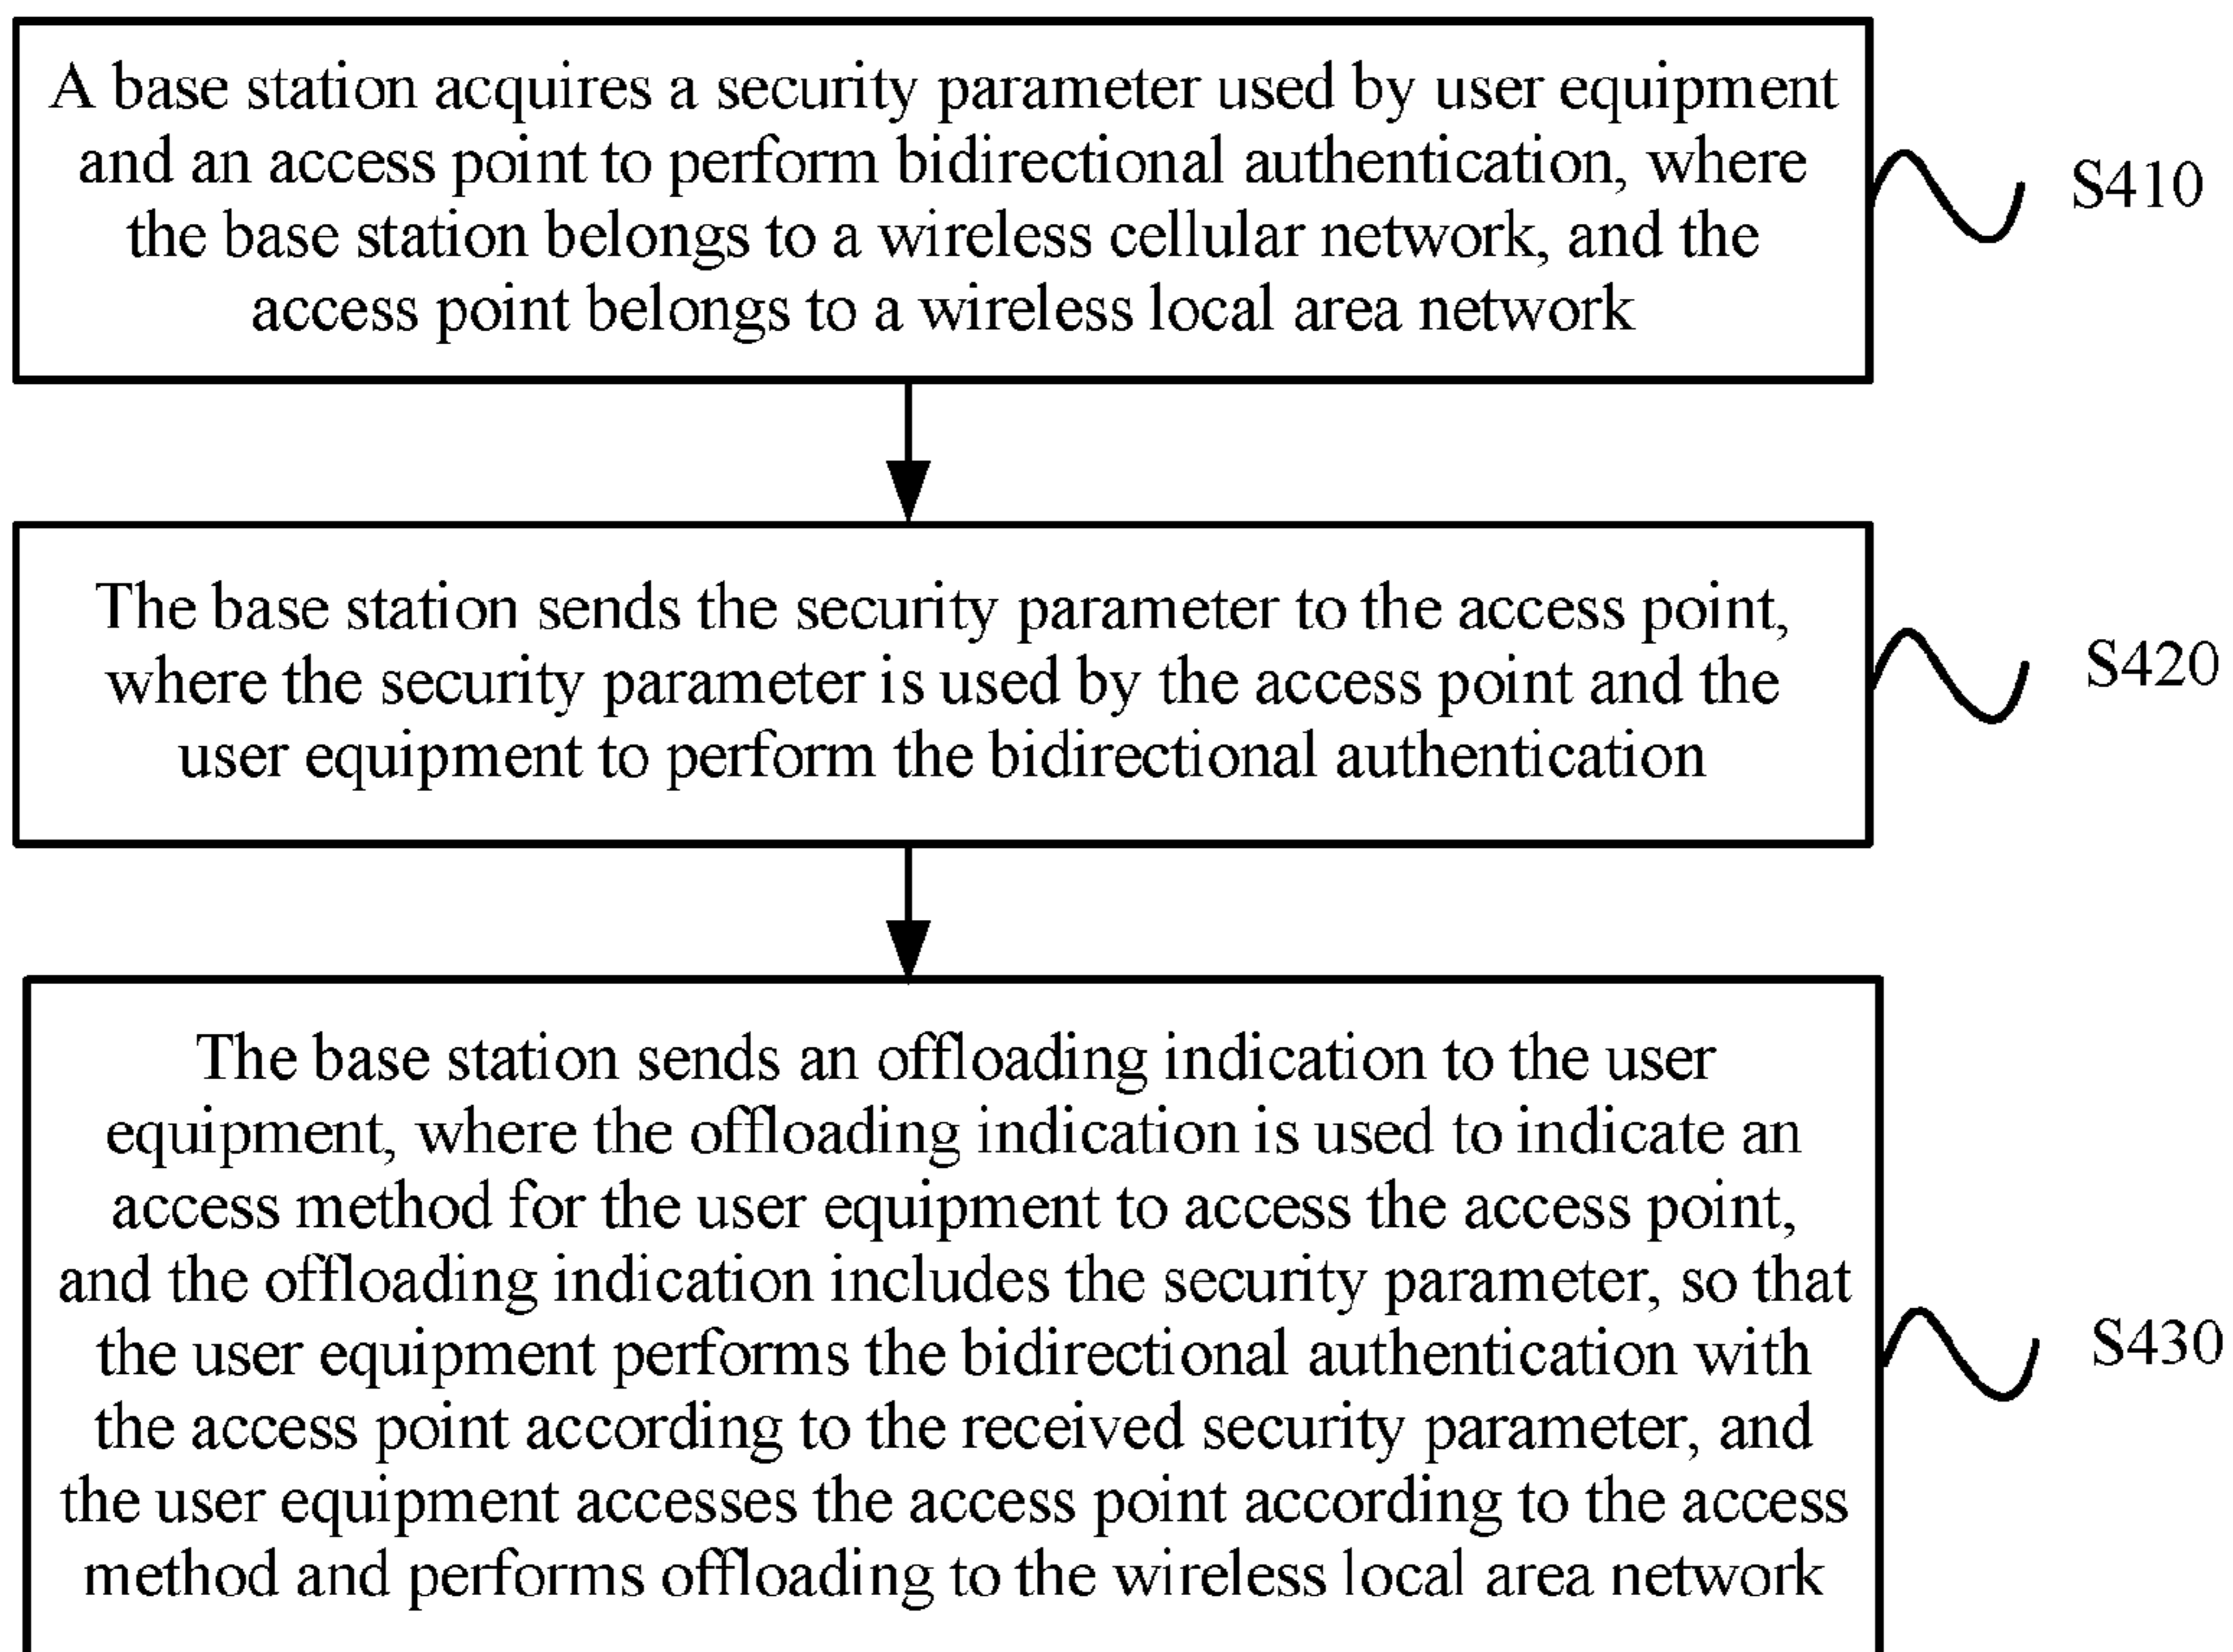 A base station acquires a security parameter used by user equipment
and an access point to perform bidirectional authentication, where
the base station belongs to a wireless cellular network, and the
access point belongs to a wireless local area network
S410
The base station sends the security parameter to the access point,
where the security parameter is used by the access point and the
user equipment to perform the bidirectional authentication
S420
The base station sends an offloading indication to the user
equipment, where the offloading indication is used to indicate an
access method for the user equipment to access the access point,
and the offloading indication includes the security parameter, so that
the user equipment performs the bidirectional authentication with
the access point according to the received security parameter, and
the user equipment accesses the access point according to the access
method and performs offloading to the wireless local area network
S430